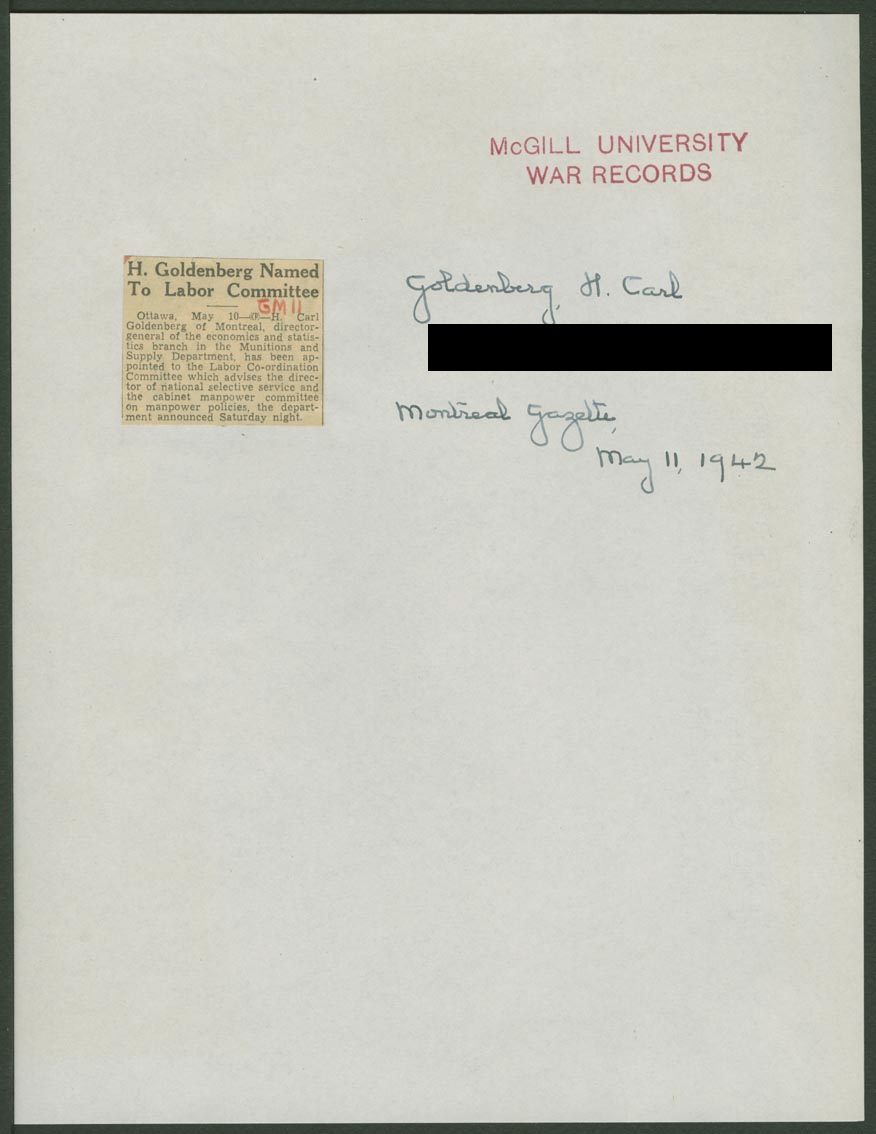 McGILL UNIVERSITY
WAR RECORDS
H. Goldenberg Named
To Labor Committee
GM 11
Ottawa, May 10—(CP)—H. Carl
Goldenberg of Montreal, director-
general of the economics and statis-
tics branch in the Munitions and
Supply Department, has been ap-
pointed to the Labor Co-ordination
Committee which advises the direc-
tor of national selective service and
the cabinet manpower committee
on manpower policies, the depart-
ment announced Saturday night.
Goldenberg, H. Carl
Montreal Gazette,
May 11, 1942